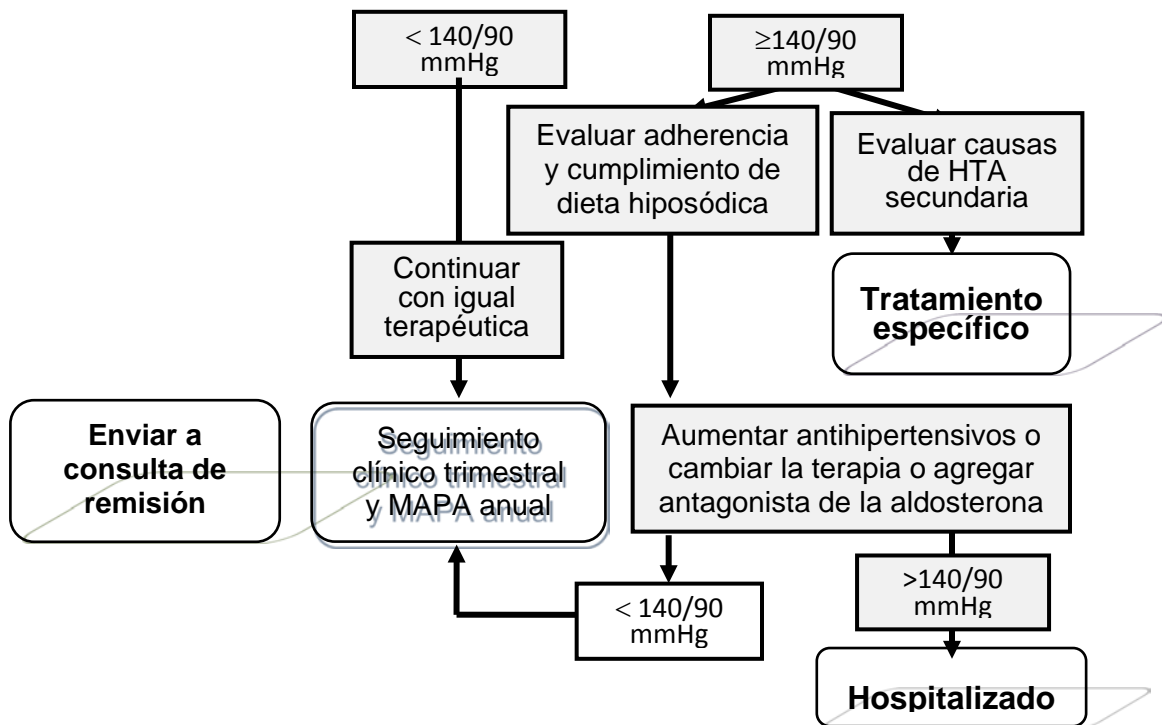 < 140/90
mmHg
≥140/90
mmHg
Evaluar adherencia
y cumplimiento de
dieta hiposódica
Evaluar causas
de HTA
secundaria
Continuar
con igual
terapéutica
Tratamiento
específico
Enviar a
consulta de
remisión
Seguimiento
clínico trimestral
y MAPA anual
Aumentar antihipertensivos o
cambiar la terapia o agregar
antagonista de la aldosterona
< 140/90
mmHg
>140/90
mmHg
Hospitalizado